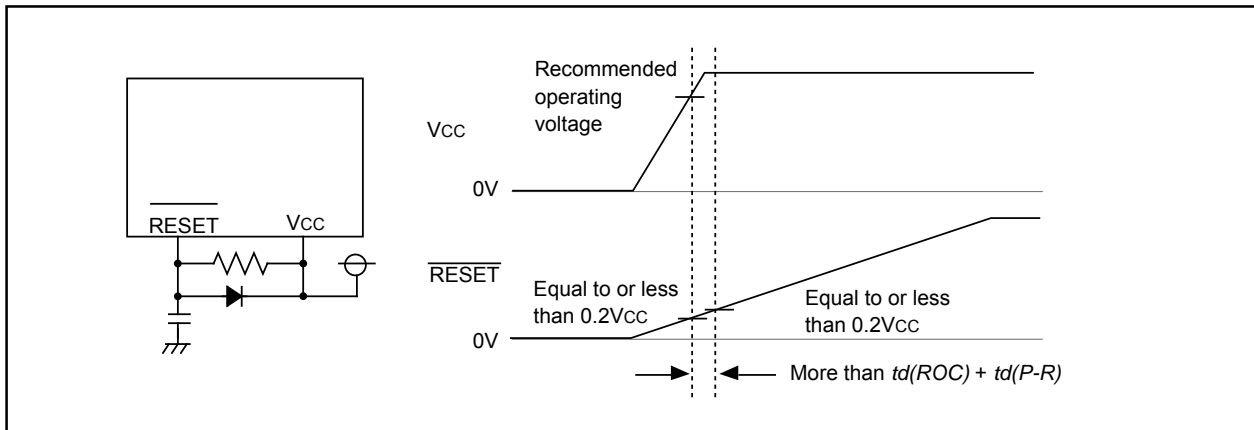 RESET
VCC
VCC
Recommended
operating
voltage
0V
RESET
Equal to or less
than 0.2VCC
Equal to or less
than 0.2VCC
0V
More than td(ROC) + td(P-R)